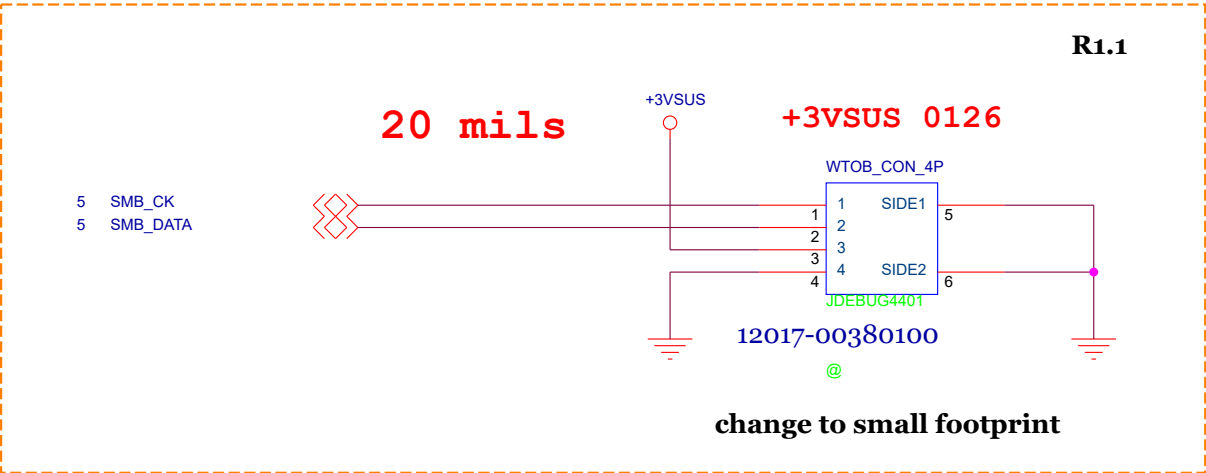 R1.1
+3VSUS
20 mils
+3VSUS 0126
WTOB_CON_4P
5 SMB_CK
1 SIDE1
1 5
5 SMB_DATA
2
2
3
3
4 SIDE2
4 6
JDEBUG4401
12017-00380100
@
change to small footprint